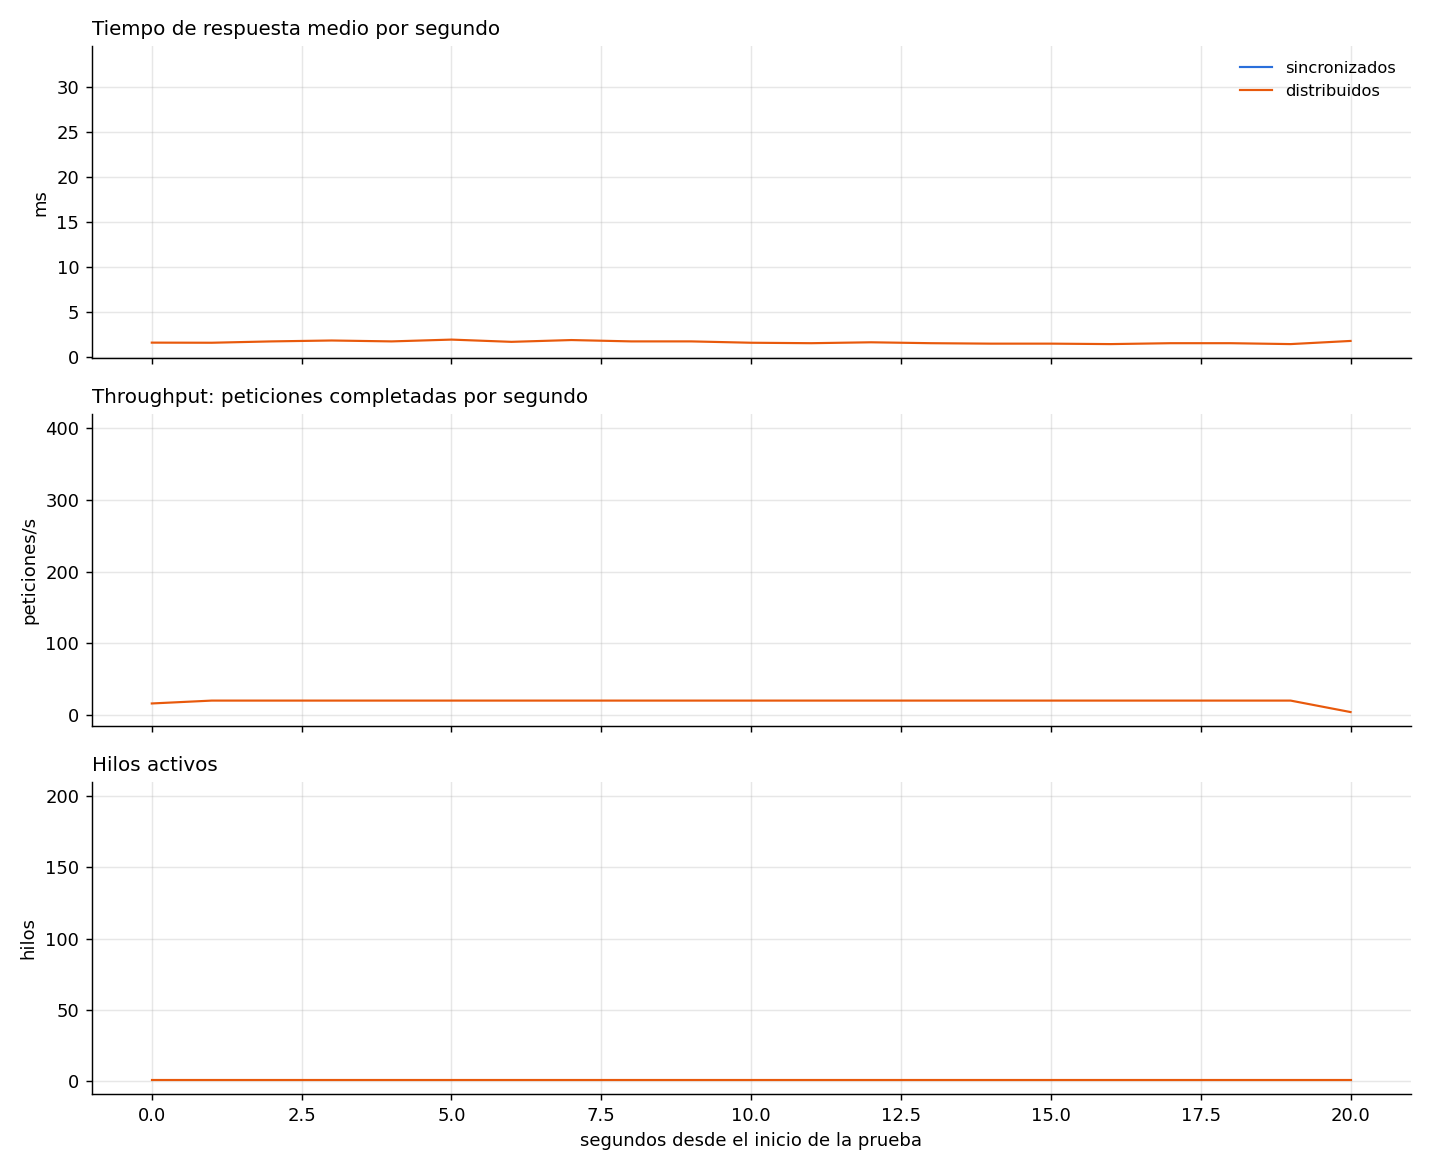 Tiempo de respuesta medio por segundo
sincronizados
distribuidos
30
25
20
15
10
5
0
ms
Throughput: peticiones completadas por segundo
400
300
200
100
0
peticiones/s
Hilos activos
200
150
100
50
0
hilos
0.0 2.5 5.0 7.5 10.0 12.5 15.0 17.5 20.0
segundos desde el inicio de la prueba